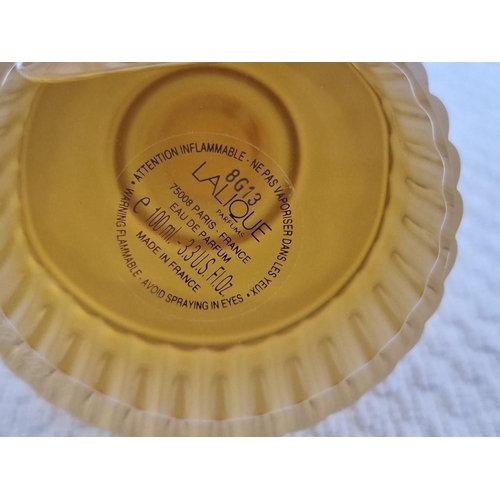 • ATTENTION INFLAMMABLE - NE PAS VAPORISER DANS LES YEUX •
8G13
LALIQUE
PARFUMS
75008 PARIS - FRANCE
EAU DE PARFUM
e 100ml - 3.3 U.S. Fl.Oz
MADE IN FRANCE
WARNING FLAMMABLE - AVOID SPRAYING IN EYES